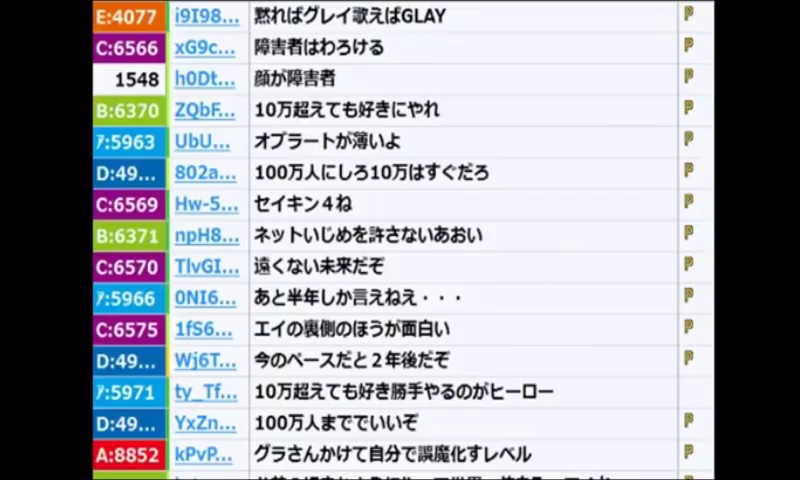 E:4077 i9I98... 黙ればグレイ歌えばGLAY P
C:6566 xG9c... 障害者はわろける P
1548 h0Dt... 顔が障害者 P
B:6370 ZQbF... 10万超えても好きにやれ P
ｱ:5963 UbU... オブラートが薄いよ P
D:49... 802a... 100万人にしろ10万はすぐだろ P
C:6569 Hw-5... セイキン４ね P
B:6371 npH8... ネットいじめを許さないあおい P
C:6570 TlvGI... 遠くない未来だぞ P
ｱ:5966 0NI6... あと半年しか言えねえ・・・ P
C:6575 1fS6... エイの裏側のほうが面白い P
D:49... Wj6T... 今のペースだと２年後だぞ P
ｱ:5971 ty_Tf... 10万超えても好き勝手やるのがヒーロー
D:49... YxZn... 100万人まででいいぞ P
A:8852 kPvP... グラさんかけて自分で誤魔化すレベル P